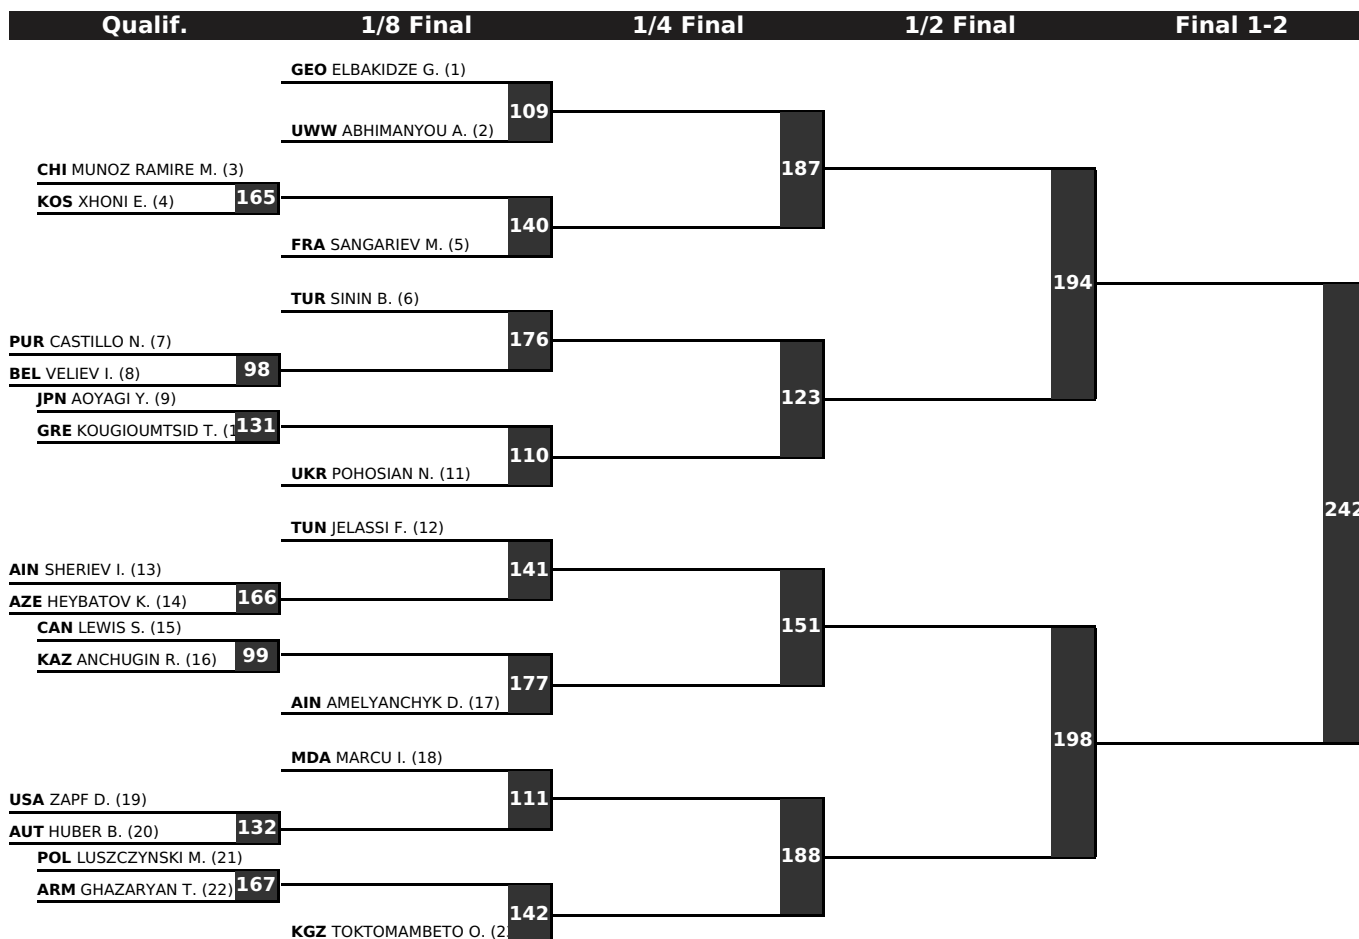 Qualif. 1/8 Final 1/4 Final 1/2 Final Final 1-2
GEO ELBAKIDZE G. (1)
109
UWW ABHIMANYOU A. (2)
CHI MUNOZ RAMIRE M. (3)
187
KOS XHONI E. (4)
165
140
FRA SANGARIEV M. (5)
194
TUR SININ B. (6)
176
PUR CASTILLO N. (7)
98
BEL VELIEV I. (8)
JPN AOYAGI Y. (9)
123
GRE KOUGIOUMTSID T. (1
131
110
UKR POHOSIAN N. (11)
242
TUN JELASSI F. (12)
141
AIN SHERIEV I. (13)
166
AZE HEYBATOV K. (14)
CAN LEWIS S. (15)
151
KAZ ANCHUGIN R. (16)
99
177
AIN AMELYANCHYK D. (17)
198
MDA MARCU I. (18)
111
USA ZAPF D. (19)
132
AUT HUBER B. (20)
POL LUSZCZYNSKI M. (21)
188
ARM GHAZARYAN T. (22)
167
142
KGZ TOKTOMAMBETO O. (2